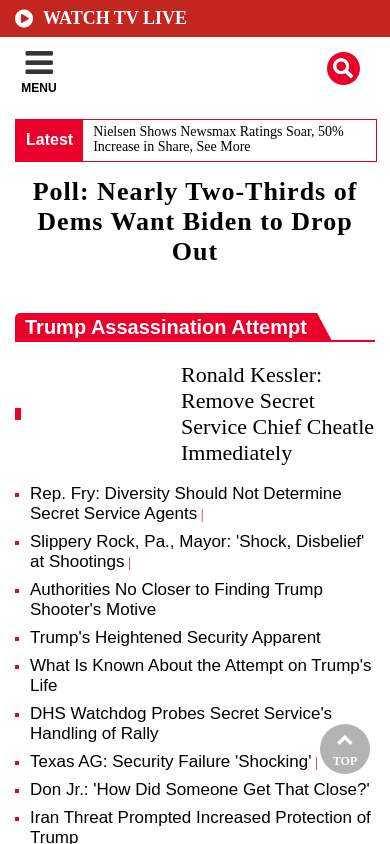 WATCH TV LIVE
MENU
Latest
Nielsen Shows Newsmax Ratings Soar, 50%
Increase in Share, See More
Poll: Nearly Two-Thirds of
Dems Want Biden to Drop
Out
Trump Assassination Attempt
Ronald Kessler:
Remove Secret
Service Chief Cheatle
Immediately
Rep. Fry: Diversity Should Not Determine
Secret Service Agents |
Slippery Rock, Pa., Mayor: 'Shock, Disbelief'
at Shootings |
Authorities No Closer to Finding Trump
Shooter's Motive
Trump's Heightened Security Apparent
What Is Known About the Attempt on Trump's
Life
DHS Watchdog Probes Secret Service's
Handling of Rally
Texas AG: Security Failure 'Shocking' |
TOP
Don Jr.: 'How Did Someone Get That Close?'
Iran Threat Prompted Increased Protection of
Trump